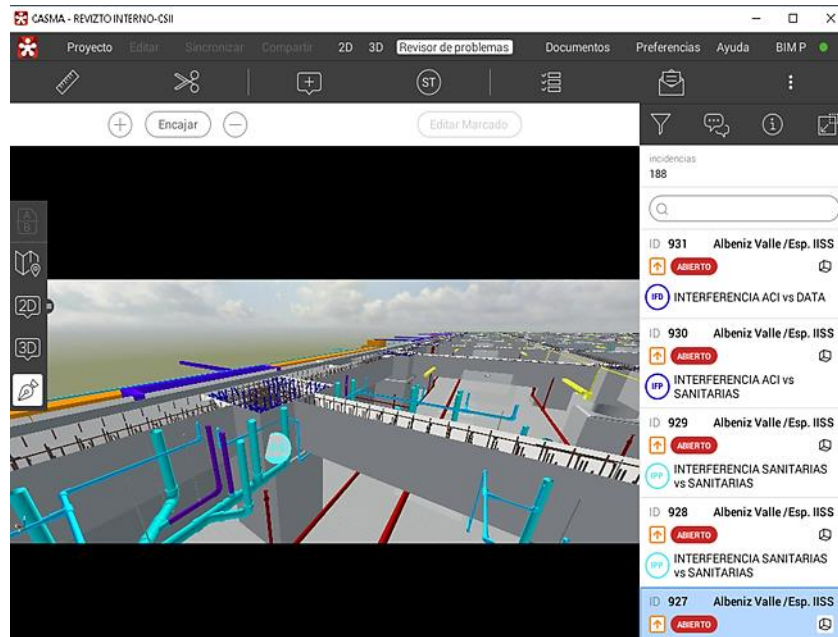 CASMA - REVIZTO INTERNO-CSII
Proyecto Editar Sincronizar Compartir 2D 3D Revisor de problemas Documentos Preferencias Ayuda BIM P
ST
Encajar
Editar Marcado
incidencias
188
A
B
2D
3D
ID 931 Albeniz Valle /Esp. IISS
ABIERTO
IFD INTERFERENCIA ACI vs DATA
ID 930 Albeniz Valle /Esp. IISS
ABIERTO
IFP INTERFERENCIA ACI vs
SANITARIAS
ID 929 Albeniz Valle /Esp. IISS
ABIERTO
IPP INTERFERENCIA SANITARIAS
vs SANITARIAS
ID 928 Albeniz Valle /Esp. IISS
ABIERTO
IPP INTERFERENCIA SANITARIAS
vs SANITARIAS
ID 927 Albeniz Valle /Esp. IISS
ABIERTO